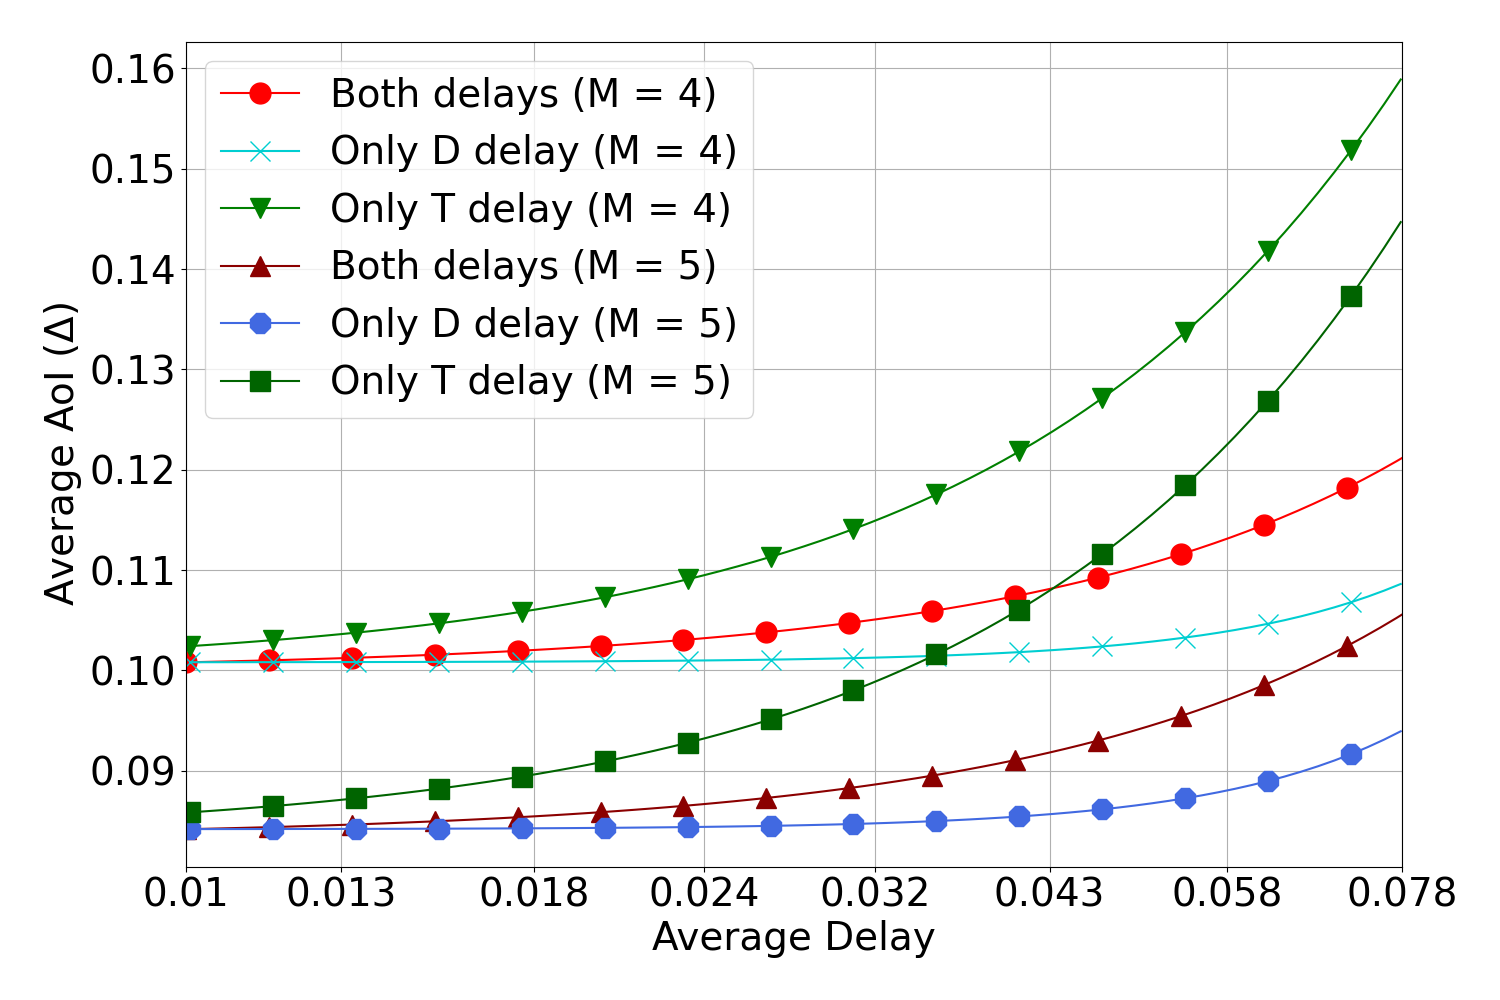 0.16
0.15
0.14
0.13
0.12
0.11
0.10
0.09
Average AoI (Δ)
Both delays (M = 4)
Only D delay (M = 4)
Only T delay (M = 4)
Both delays (M = 5)
Only D delay (M = 5)
Only T delay (M = 5)
0.01 0.013 0.018 0.024 0.032 0.043 0.058 0.078
Average Delay